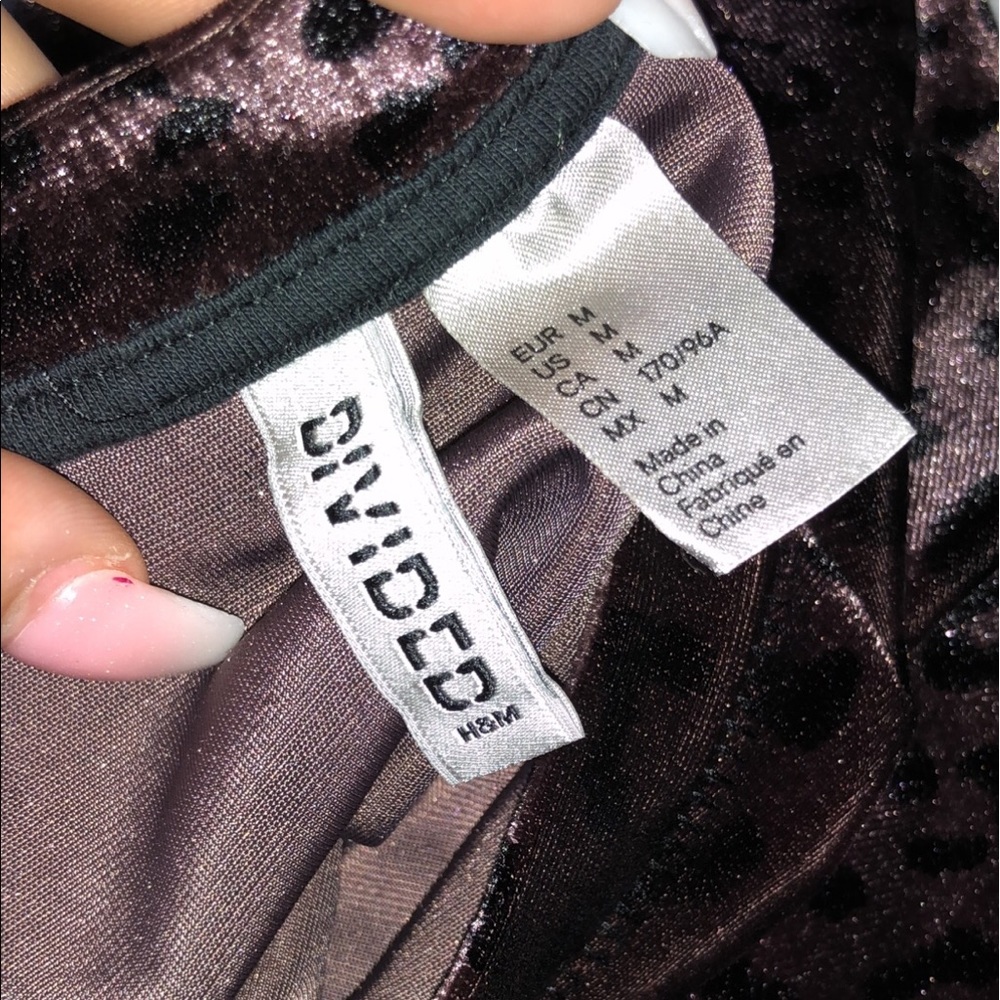 DIVIDED
H&M
EUR M
US M
CA M
CN 170/96A
MX M
Made in
China
Fabriqué en
Chine